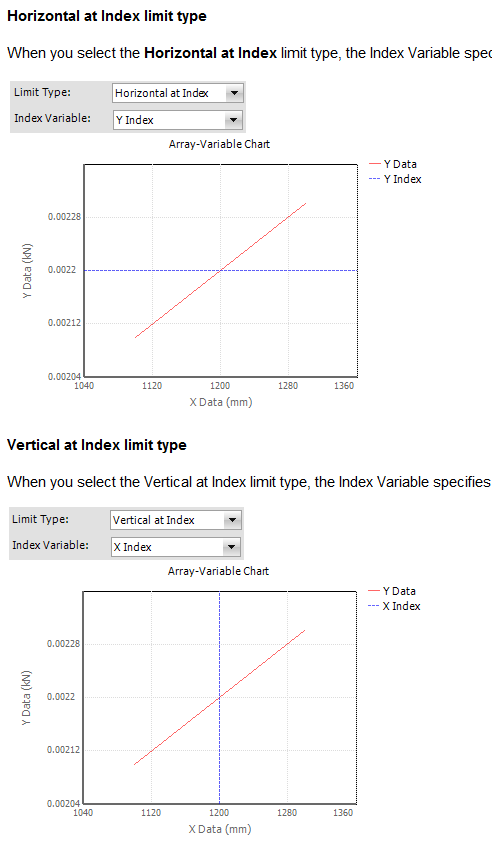 Horizontal at Index limit type
When you select the Horizontal at Index limit type, the Index Variable spec
Limit Type: Horizontal at Index
Index Variable: Y Index
Array-Variable Chart
Y Data
Y Index
0.00228
0.0022
0.00212
0.00204
Y Data (kN)
1040 1120 1200 1280 1360
X Data (mm)
Vertical at Index limit type
When you select the Vertical at Index limit type, the Index Variable specifies
Limit Type: Vertical at Index
Index Variable: X Index
Array-Variable Chart
Y Data
X Index
0.00228
0.0022
0.00212
0.00204
Y Data (kN)
1040 1120 1200 1280 1360
X Data (mm)